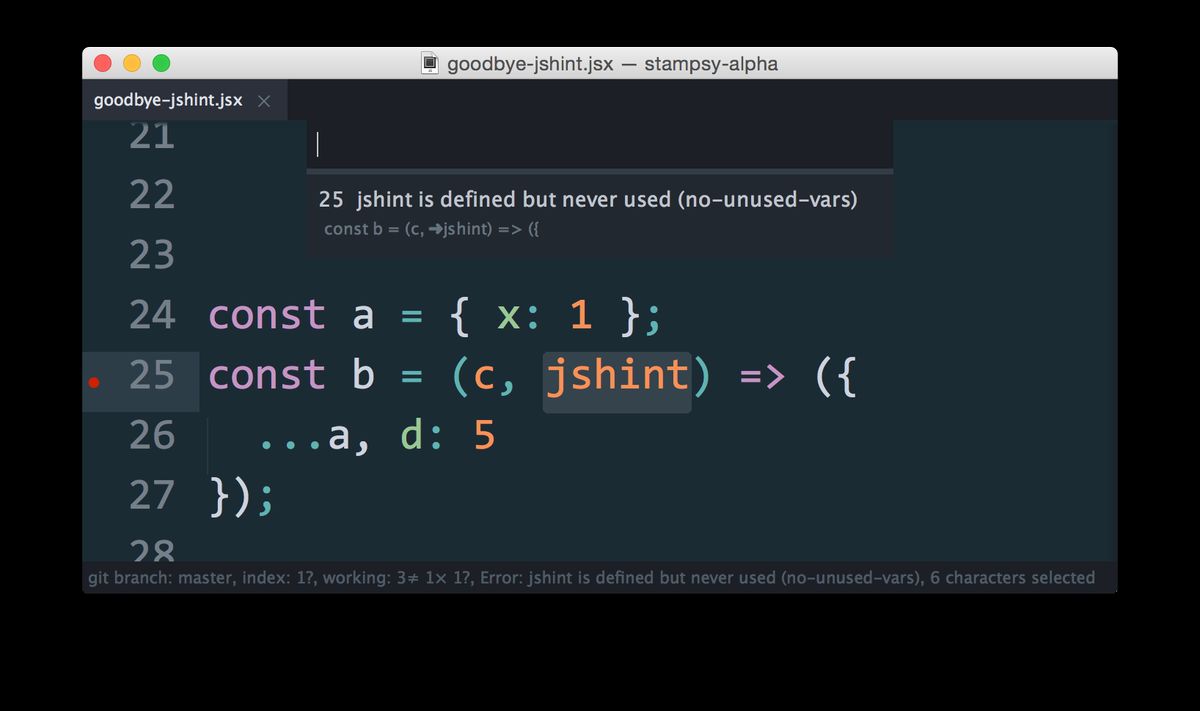 goodbye-jshint.jsx — stampsy-alpha
goodbye-jshint.jsx ×
21
25 jshint is defined but never used (no-unused-vars)
const b = (c, ➜jshint) => ({
22
23
24 const a = { x: 1 };
25 const b = (c, jshint) => ({
26 ...a, d: 5
27 });
28
git branch: master, index: 1?, working: 3≠ 1× 1?, Error: jshint is defined but never used (no-unused-vars), 6 characters selected